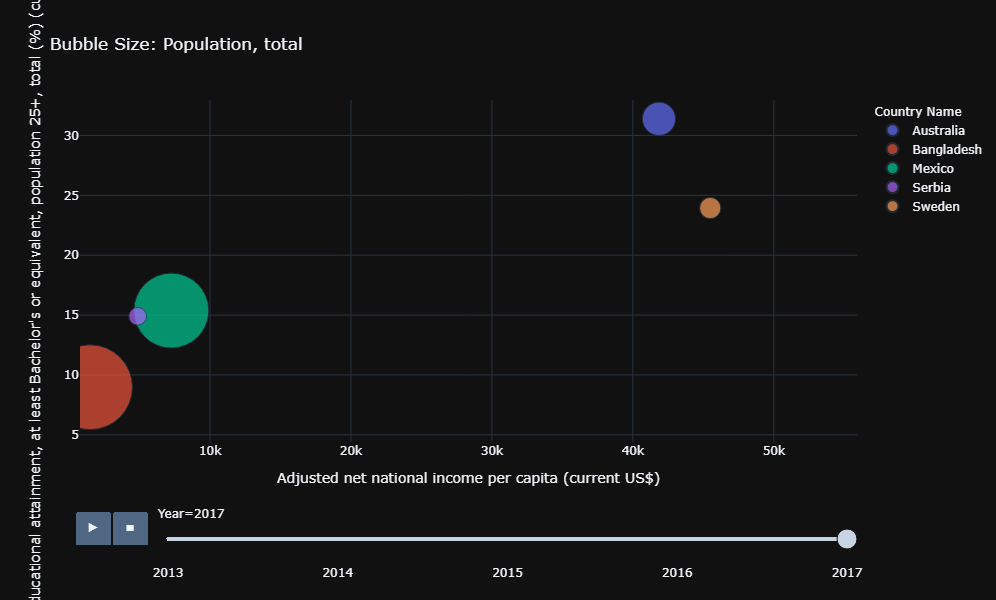 Bubble Size: Population, total
ducational attainment, at least Bachelor's or equivalent, population 25+, total (%) (cu
30
25
20
15
10
5
10k
20k
30k
40k
50k
Adjusted net national income per capita (current US$)
Country Name
Australia
Bangladesh
Mexico
Serbia
Sweden
Year=2017
2013
2014
2015
2016
2017